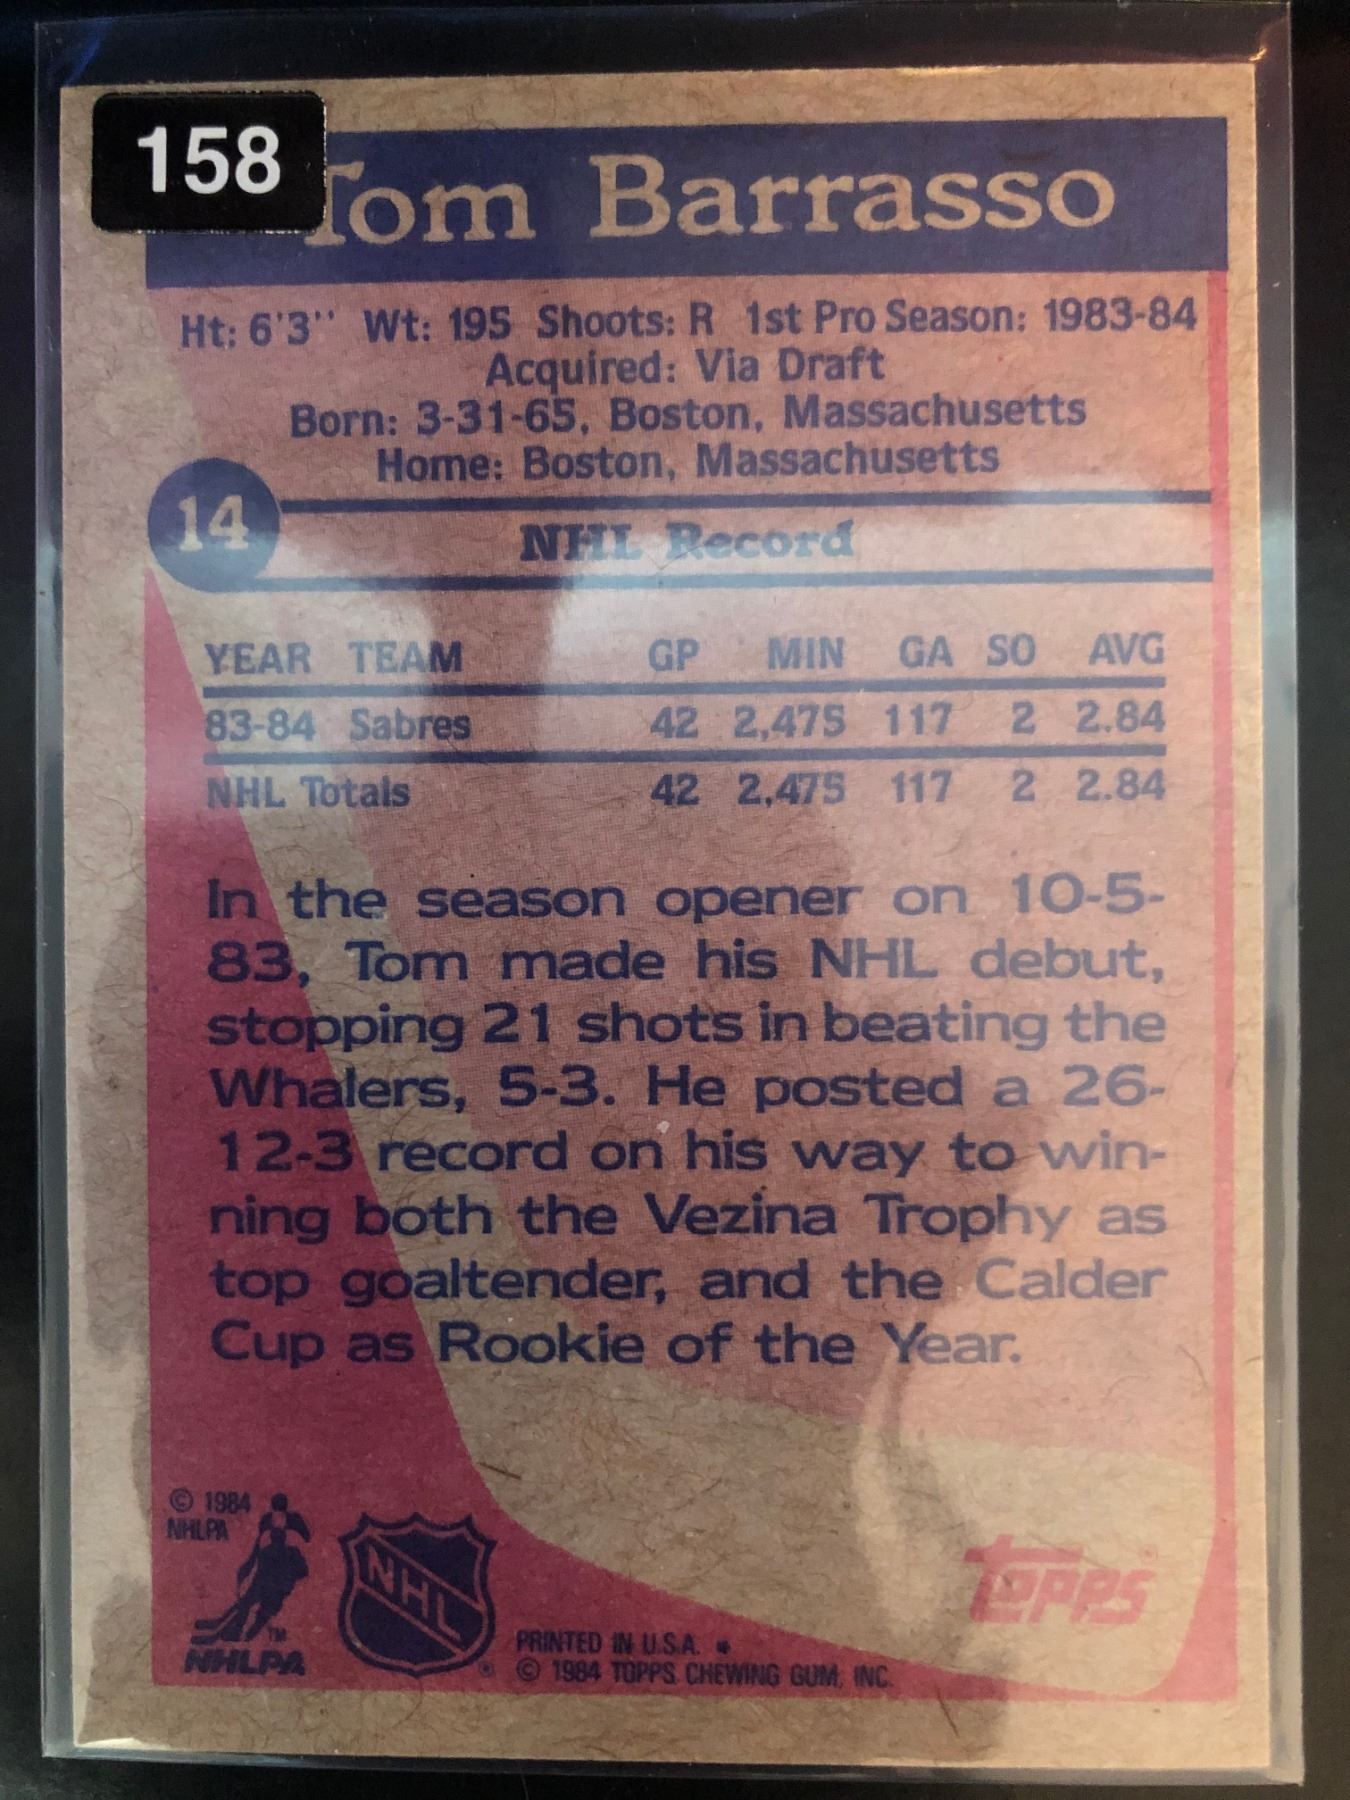 158
Tom Barrasso
Ht: 6'3'' Wt: 195 Shoots: R 1st Pro Season: 1983-84
Acquired: Via Draft
Born: 3-31-65, Boston, Massachusetts
Home: Boston, Massachusetts
14
NHL Record
YEAR TEAM GP MIN GA SO AVG
83-84 Sabres 42 2,475 117 2 2.84
NHL Totals 42 2,475 117 2 2.84
In the season opener on 10-5-
83, Tom made his NHL debut,
stopping 21 shots in beating the
Whalers, 5-3. He posted a 26-
12-3 record on his way to win-
ning both the Vezina Trophy as
top goaltender, and the Calder
Cup as Rookie of the Year.
© 1984
NHLPA
TM
NHLPA
NHL
®
PRINTED IN U.S.A.
© 1984 TOPPS CHEWING GUM, INC.
Topps®